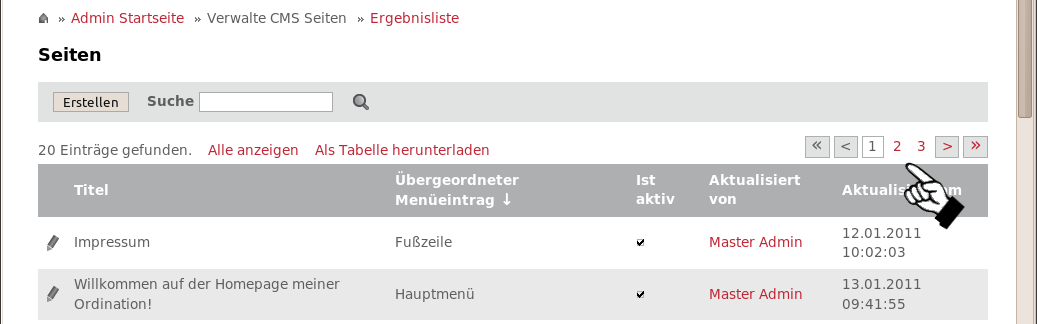 » Admin Startseite » Verwalte CMS Seiten » Ergebnisliste
Seiten
Erstellen Suche
20 Einträge gefunden. Alle anzeigen Als Tabelle herunterladen « < 1 2 3 > »
Titel Übergeordneter Menüeintrag ↓ Ist aktiv Aktualisiert von
Impressum Fußzeile Master Admin 12.01.2011 10:02:03
Willkommen auf der Homepage meiner Ordination! Hauptmenü Master Admin 13.01.2011 09:41:55